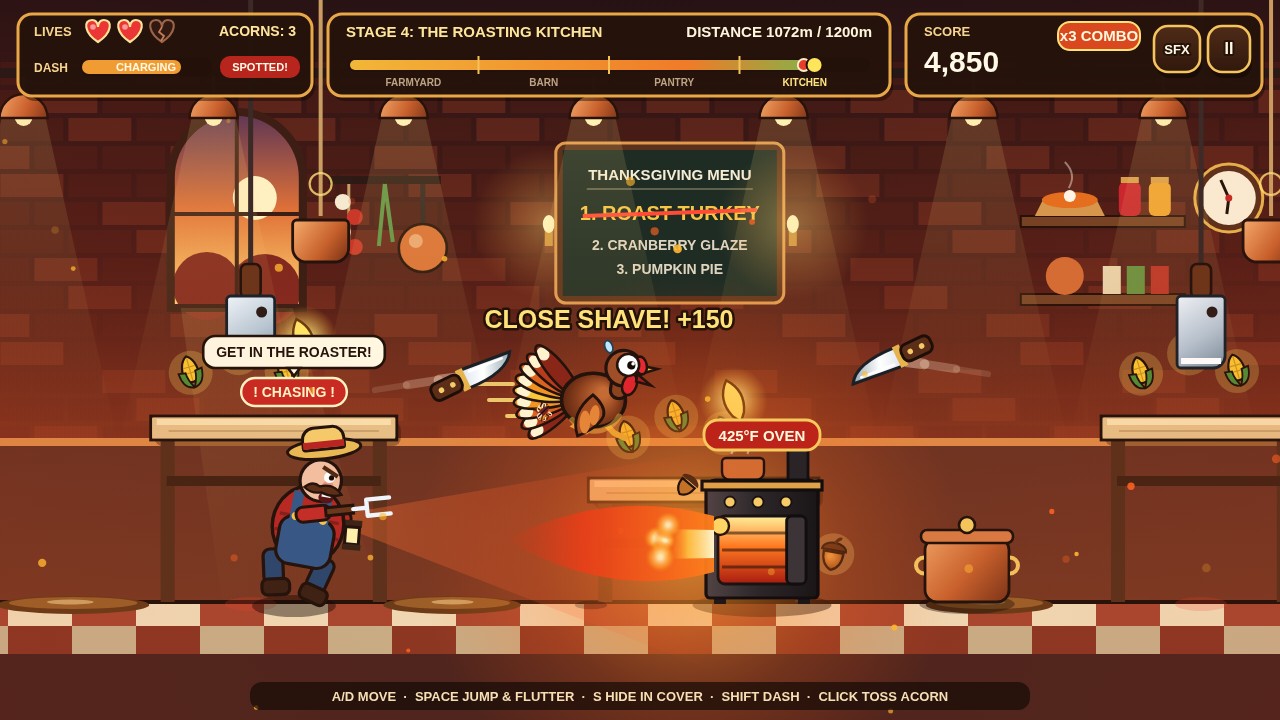 LIVES
ACORNS: 3
DASH
CHARGING
SPOTTED!
STAGE 4: THE ROASTING KITCHEN
DISTANCE 1072m / 1200m
FARMYARD
BARN
PANTRY
KITCHEN
SCORE
4,850
x3 COMBO
SFX
II
THANKSGIVING MENU
1. ROAST TURKEY
2. CRANBERRY GLAZE
3. PUMPKIN PIE
CLOSE SHAVE! +150
GET IN THE ROASTER!
! CHASING !
425°F OVEN
A/D MOVE · SPACE JUMP & FLUTTER · S HIDE IN COVER · SHIFT DASH · CLICK TOSS ACORN